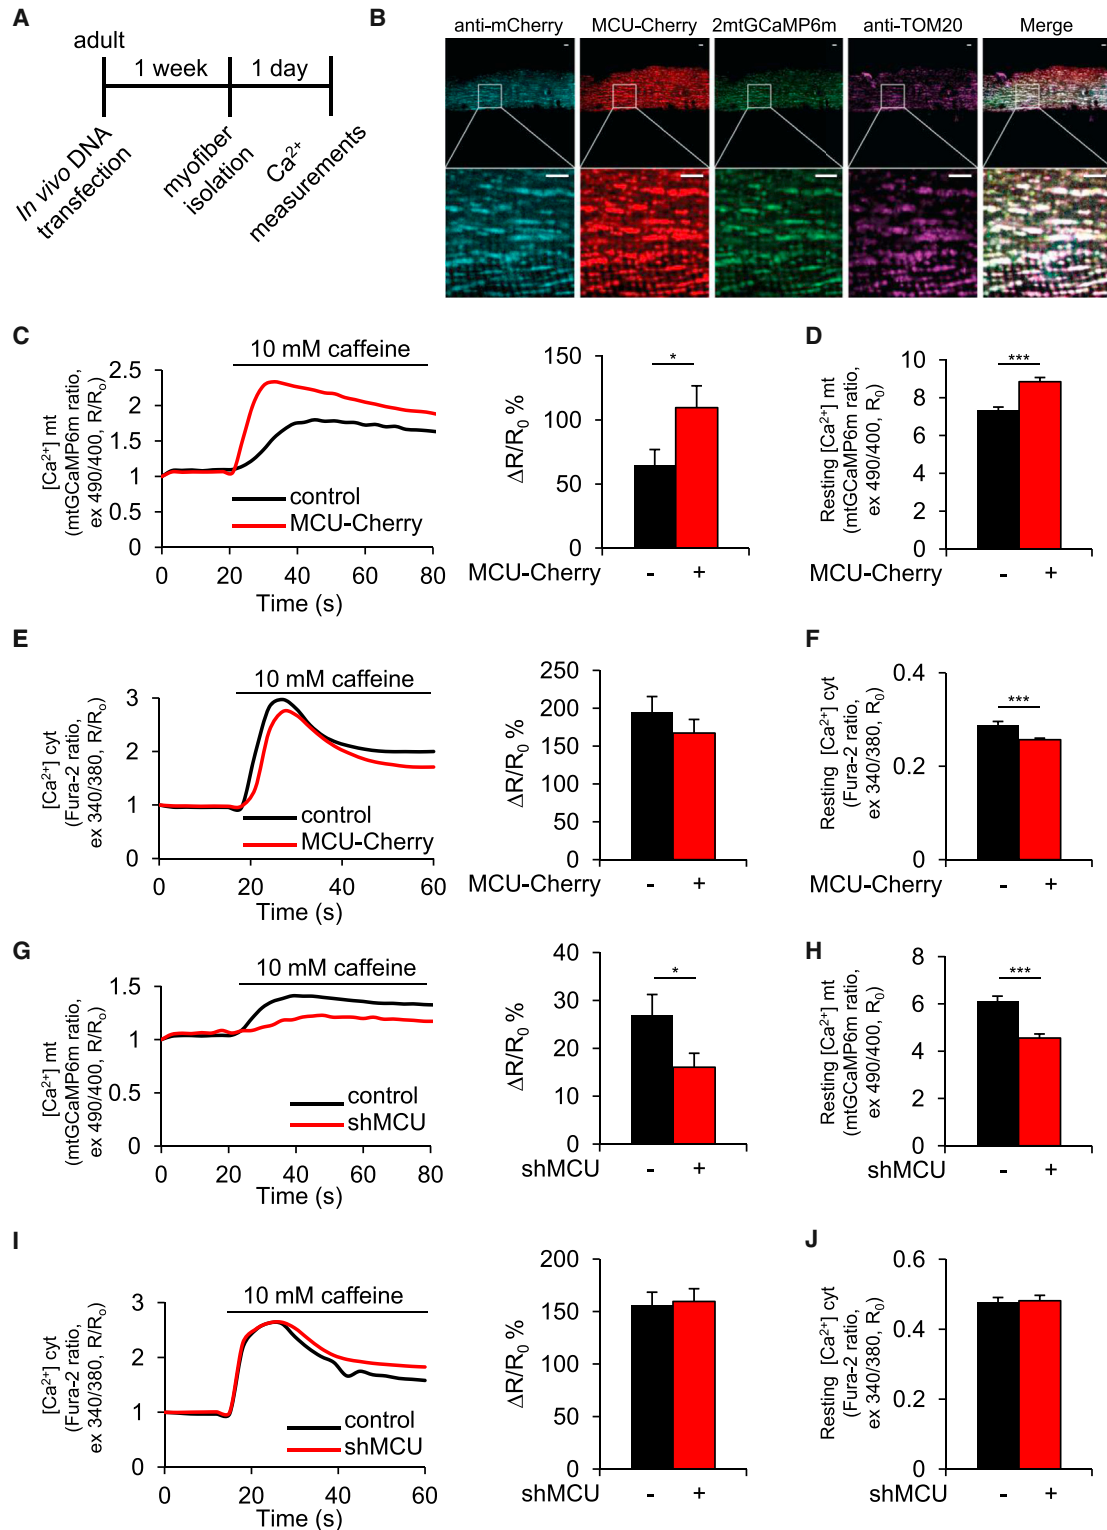 A
adult
1 week
1 day
In vivo DNA
transfection
myofiber
isolation
Ca2+
measurements
B
anti-mCherry
MCU-Cherry
2mtGCaMP6m
anti-TOM20
Merge
C
10 mM caffeine
[Ca2+] mt
(mtGCaMP6m ratio,
ex 490/400, R/Ro)
2.5
2
1.5
1
0.5
0
control
MCU-Cherry
0 20 40 60 80
Time (s)
ΔR/R0 %
150
100
50
0
*
MCU-Cherry - +
D
Resting [Ca2+] mt
(mtGCaMP6m ratio,
ex 490/400, R0)
10
8
6
4
2
0
***
MCU-Cherry - +
E
10 mM caffeine
[Ca2+] cyt
(Fura-2 ratio,
ex 340/380, R/Ro)
3
2
1
0
control
MCU-Cherry
0 20 40 60
Time (s)
ΔR/R0 %
250
200
150
100
50
0
MCU-Cherry - +
F
Resting [Ca2+] cyt
(Fura-2 ratio,
ex 340/380, R0)
0.4
0.2
0
***
MCU-Cherry - +
G
10 mM caffeine
[Ca2+] mt
(mtGCaMP6m ratio,
ex 490/400, R/Ro)
1.5
1
0.5
0
control
shMCU
0 20 40 60 80
Time (s)
ΔR/R0 %
40
30
20
10
0
*
shMCU - +
H
Resting [Ca2+] mt
(mtGCaMP6m ratio,
ex 490/400, R0)
8
6
4
2
0
***
shMCU - +
I
10 mM caffeine
[Ca2+] cyt
(Fura-2 ratio,
ex 340/380, R/Ro)
3
2
1
0
control
shMCU
0 20 40 60
Time (s)
ΔR/R0 %
200
150
100
50
0
shMCU - +
J
Resting [Ca2+] cyt
(Fura-2 ratio,
ex 340/380, R0)
0.6
0.4
0.2
0
shMCU - +